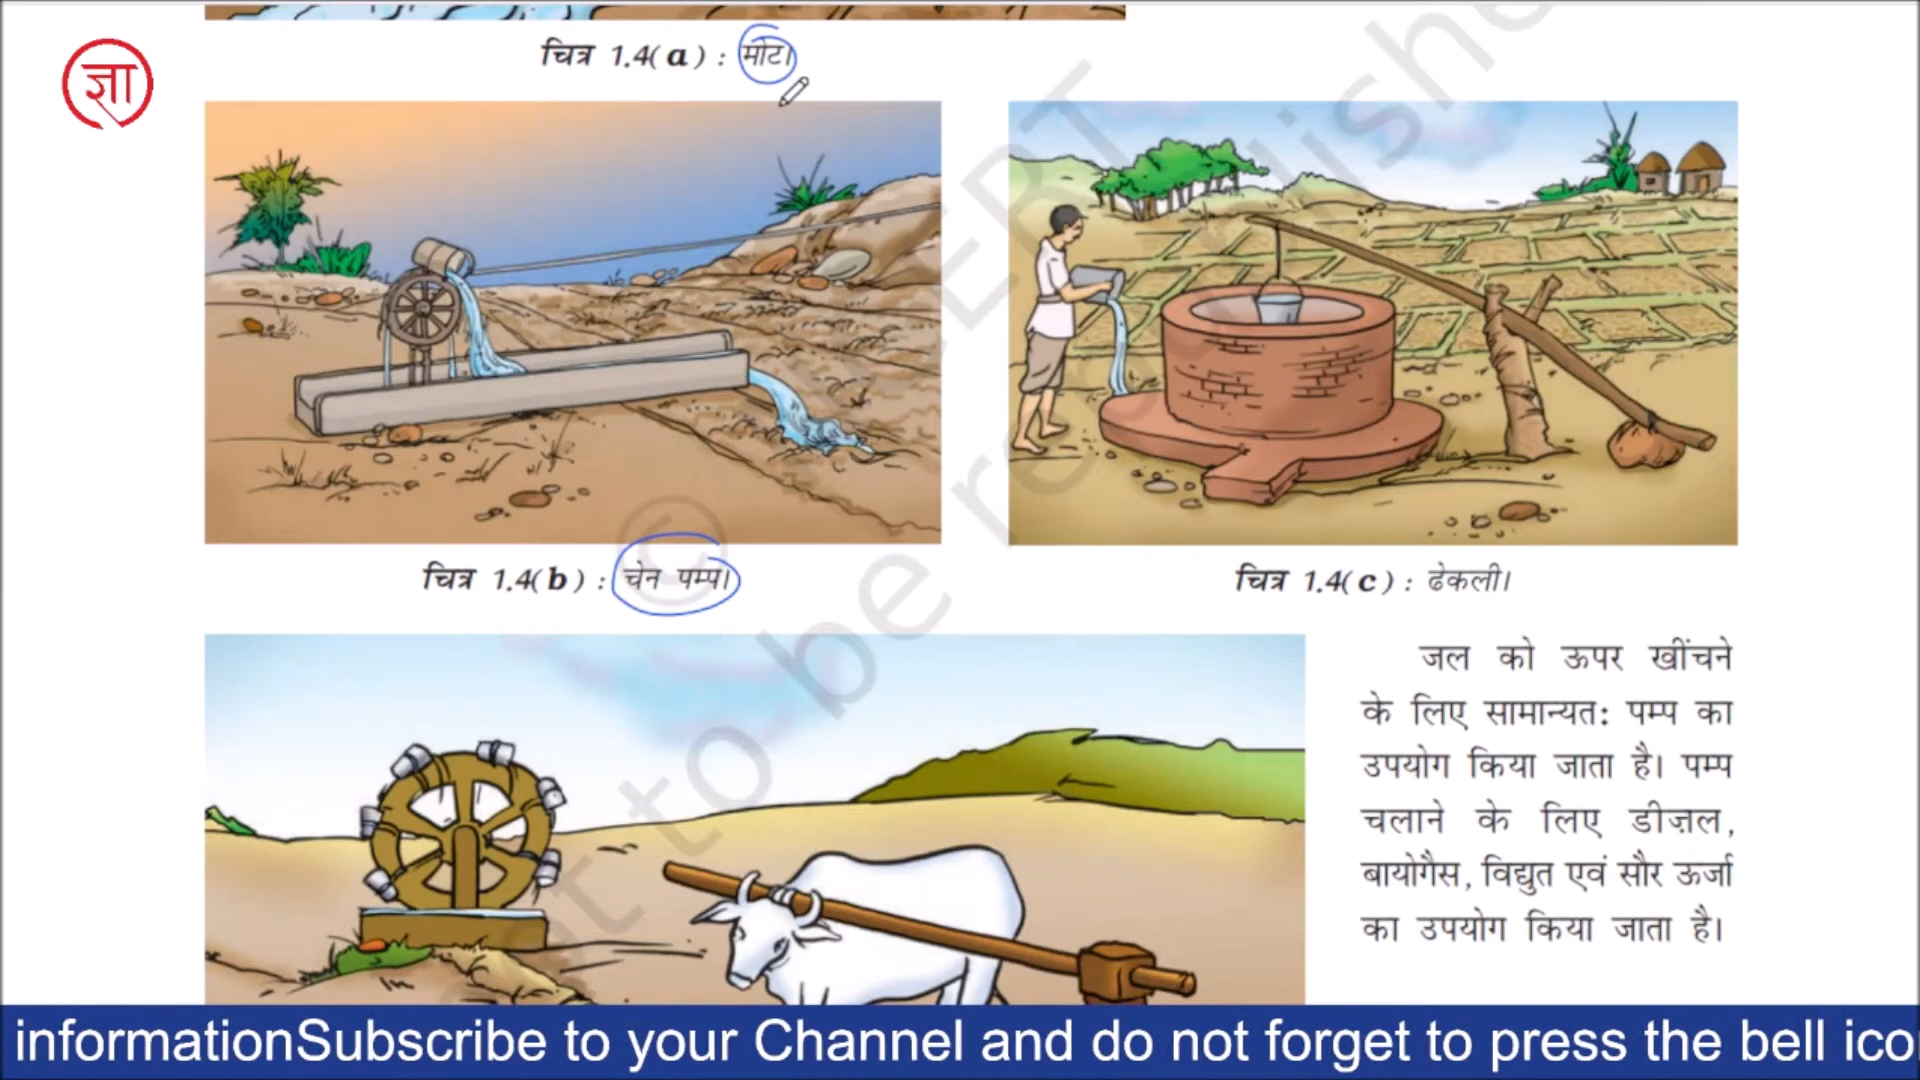 चित्र 1.4(a) : मोट।
ज्ञा
चित्र 1.4(b) : चेन पम्प।
चित्र 1.4(c) : ढेकली।
जल को ऊपर खींचने
के लिए सामान्यत: पम्प का
उपयोग किया जाता है। पम्प
चलाने के लिए डीज़ल,
बायोगैस, विद्युत एवं सौर ऊर्जा
का उपयोग किया जाता है।
informationSubscribe to your Channel and do not forget to press the bell ico